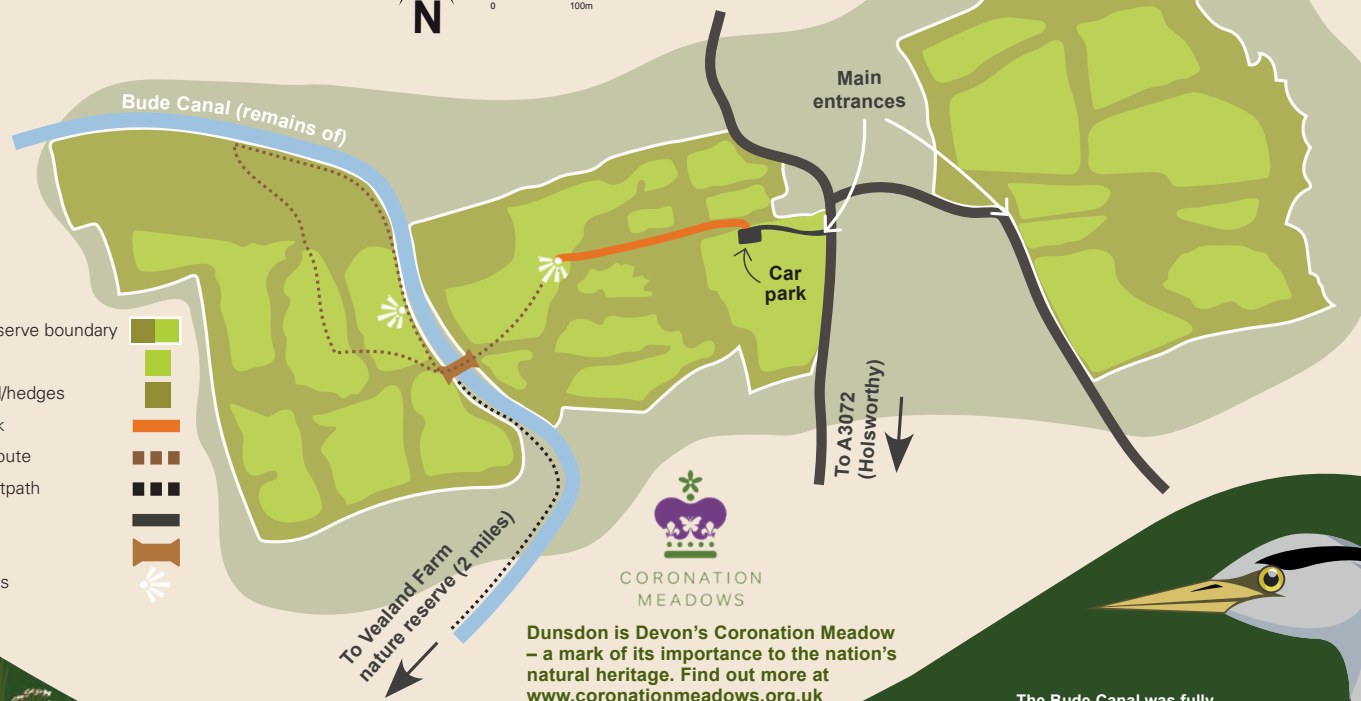 N
0 100m
Main
entrances
Bude Canal (remains of)
Car
park
serve boundary
/hedges
k
oute
tpath
s
To A3072
(Holsworthy)
To Vealand Farm
nature reserve (2 miles)
CORONATION
MEADOWS
Dunsdon is Devon's Coronation Meadow
– a mark of its importance to the nation's
natural heritage. Find out more at
www.coronationmeadows.org.uk
The Bude Canal was fully